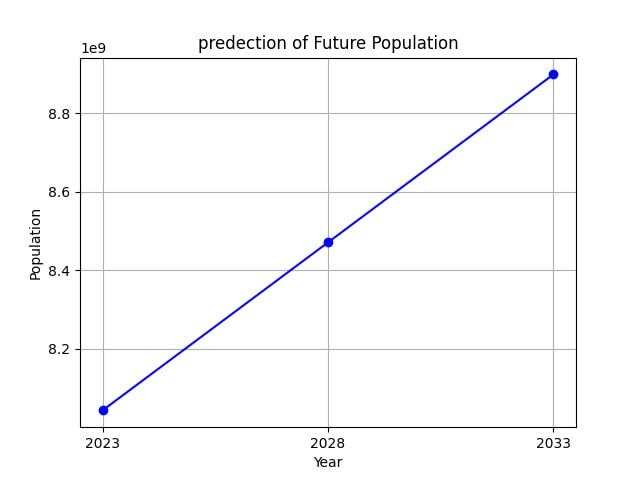 predection of Future Population
1e9
8.8
8.6
8.4
8.2
Population
2023 2028 2033
Year